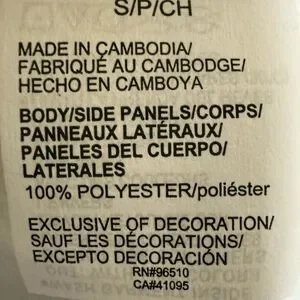 S/P/CH
MADE IN CAMBODIA/
FABRIQUÉ AU CAMBODGE/
HECHO EN CAMBOYA
BODY/SIDE PANELS/CORPS/
PANNEAUX LATÉRAUX/
PANELES DEL CUERPO/
LATERALES
100% POLYESTER/poliéster
EXCLUSIVE OF DECORATION/
SAUF LES DÉCORATIONS/
EXCEPTO DECORACIÓN
RN#96510
CA#41095